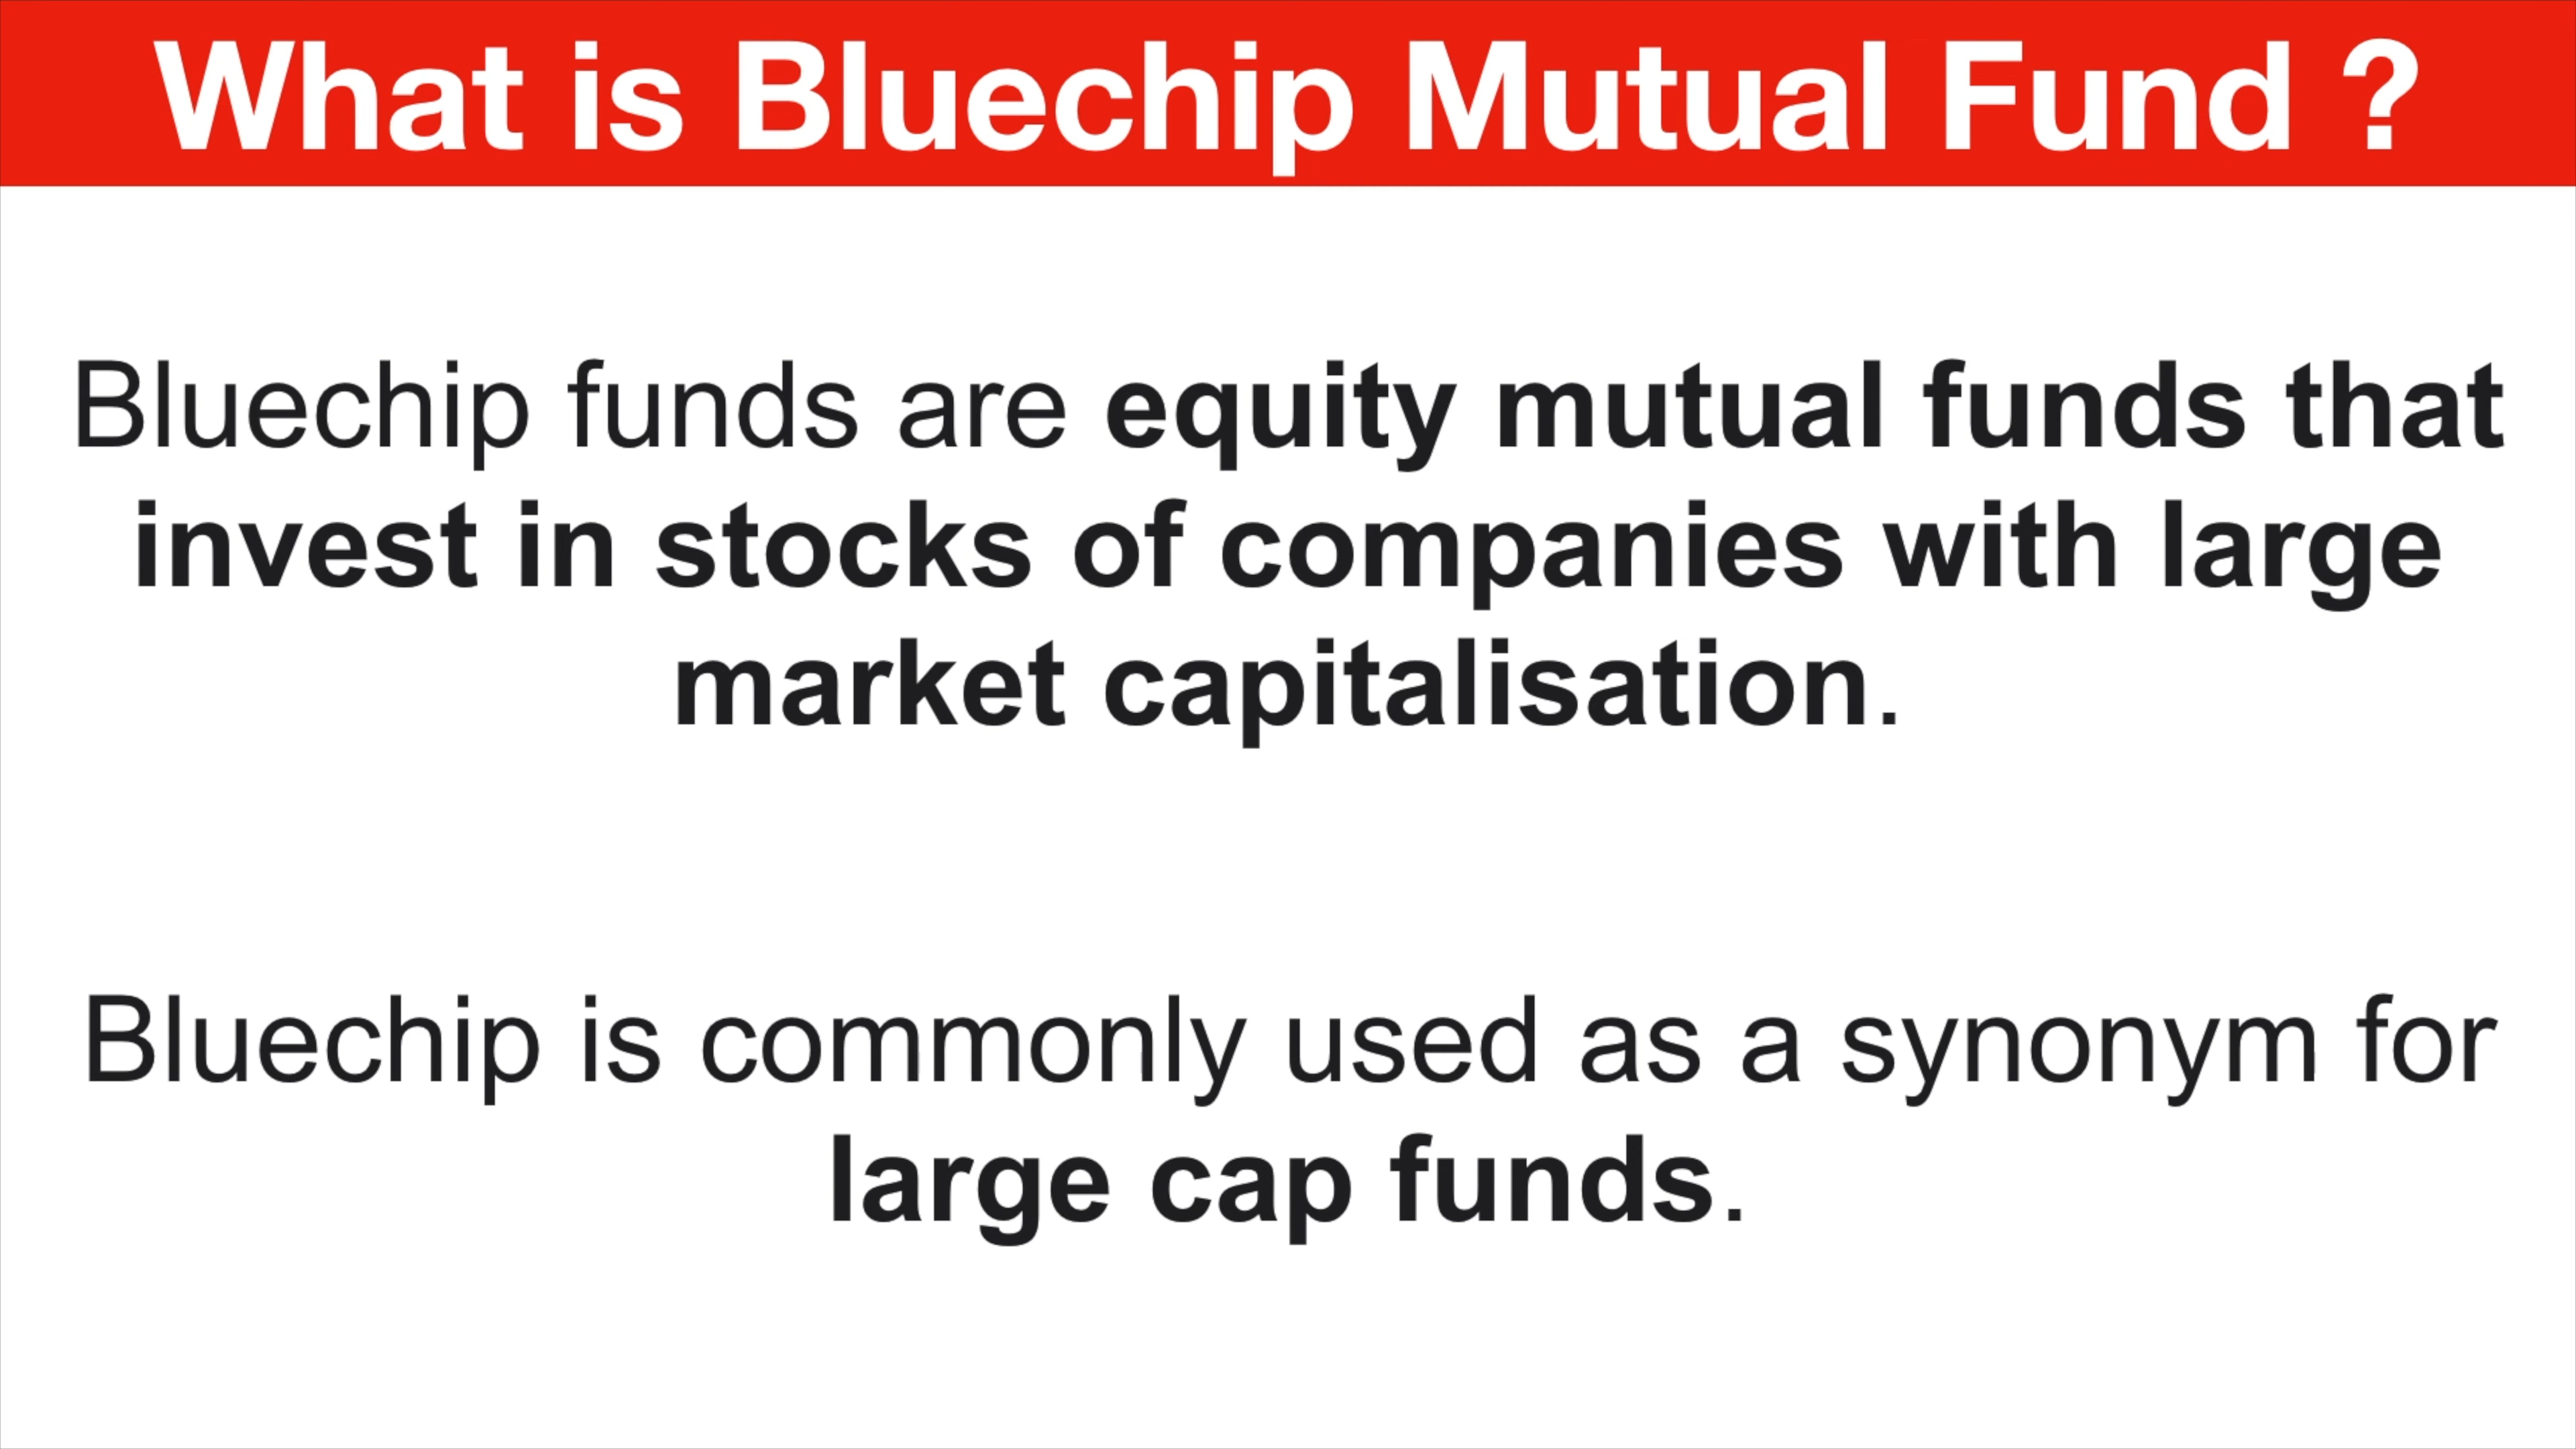 What is Bluechip Mutual Fund ?
Bluechip funds are equity mutual funds that
invest in stocks of companies with large
market capitalisation.
Bluechip is commonly used as a synonym for
large cap funds.